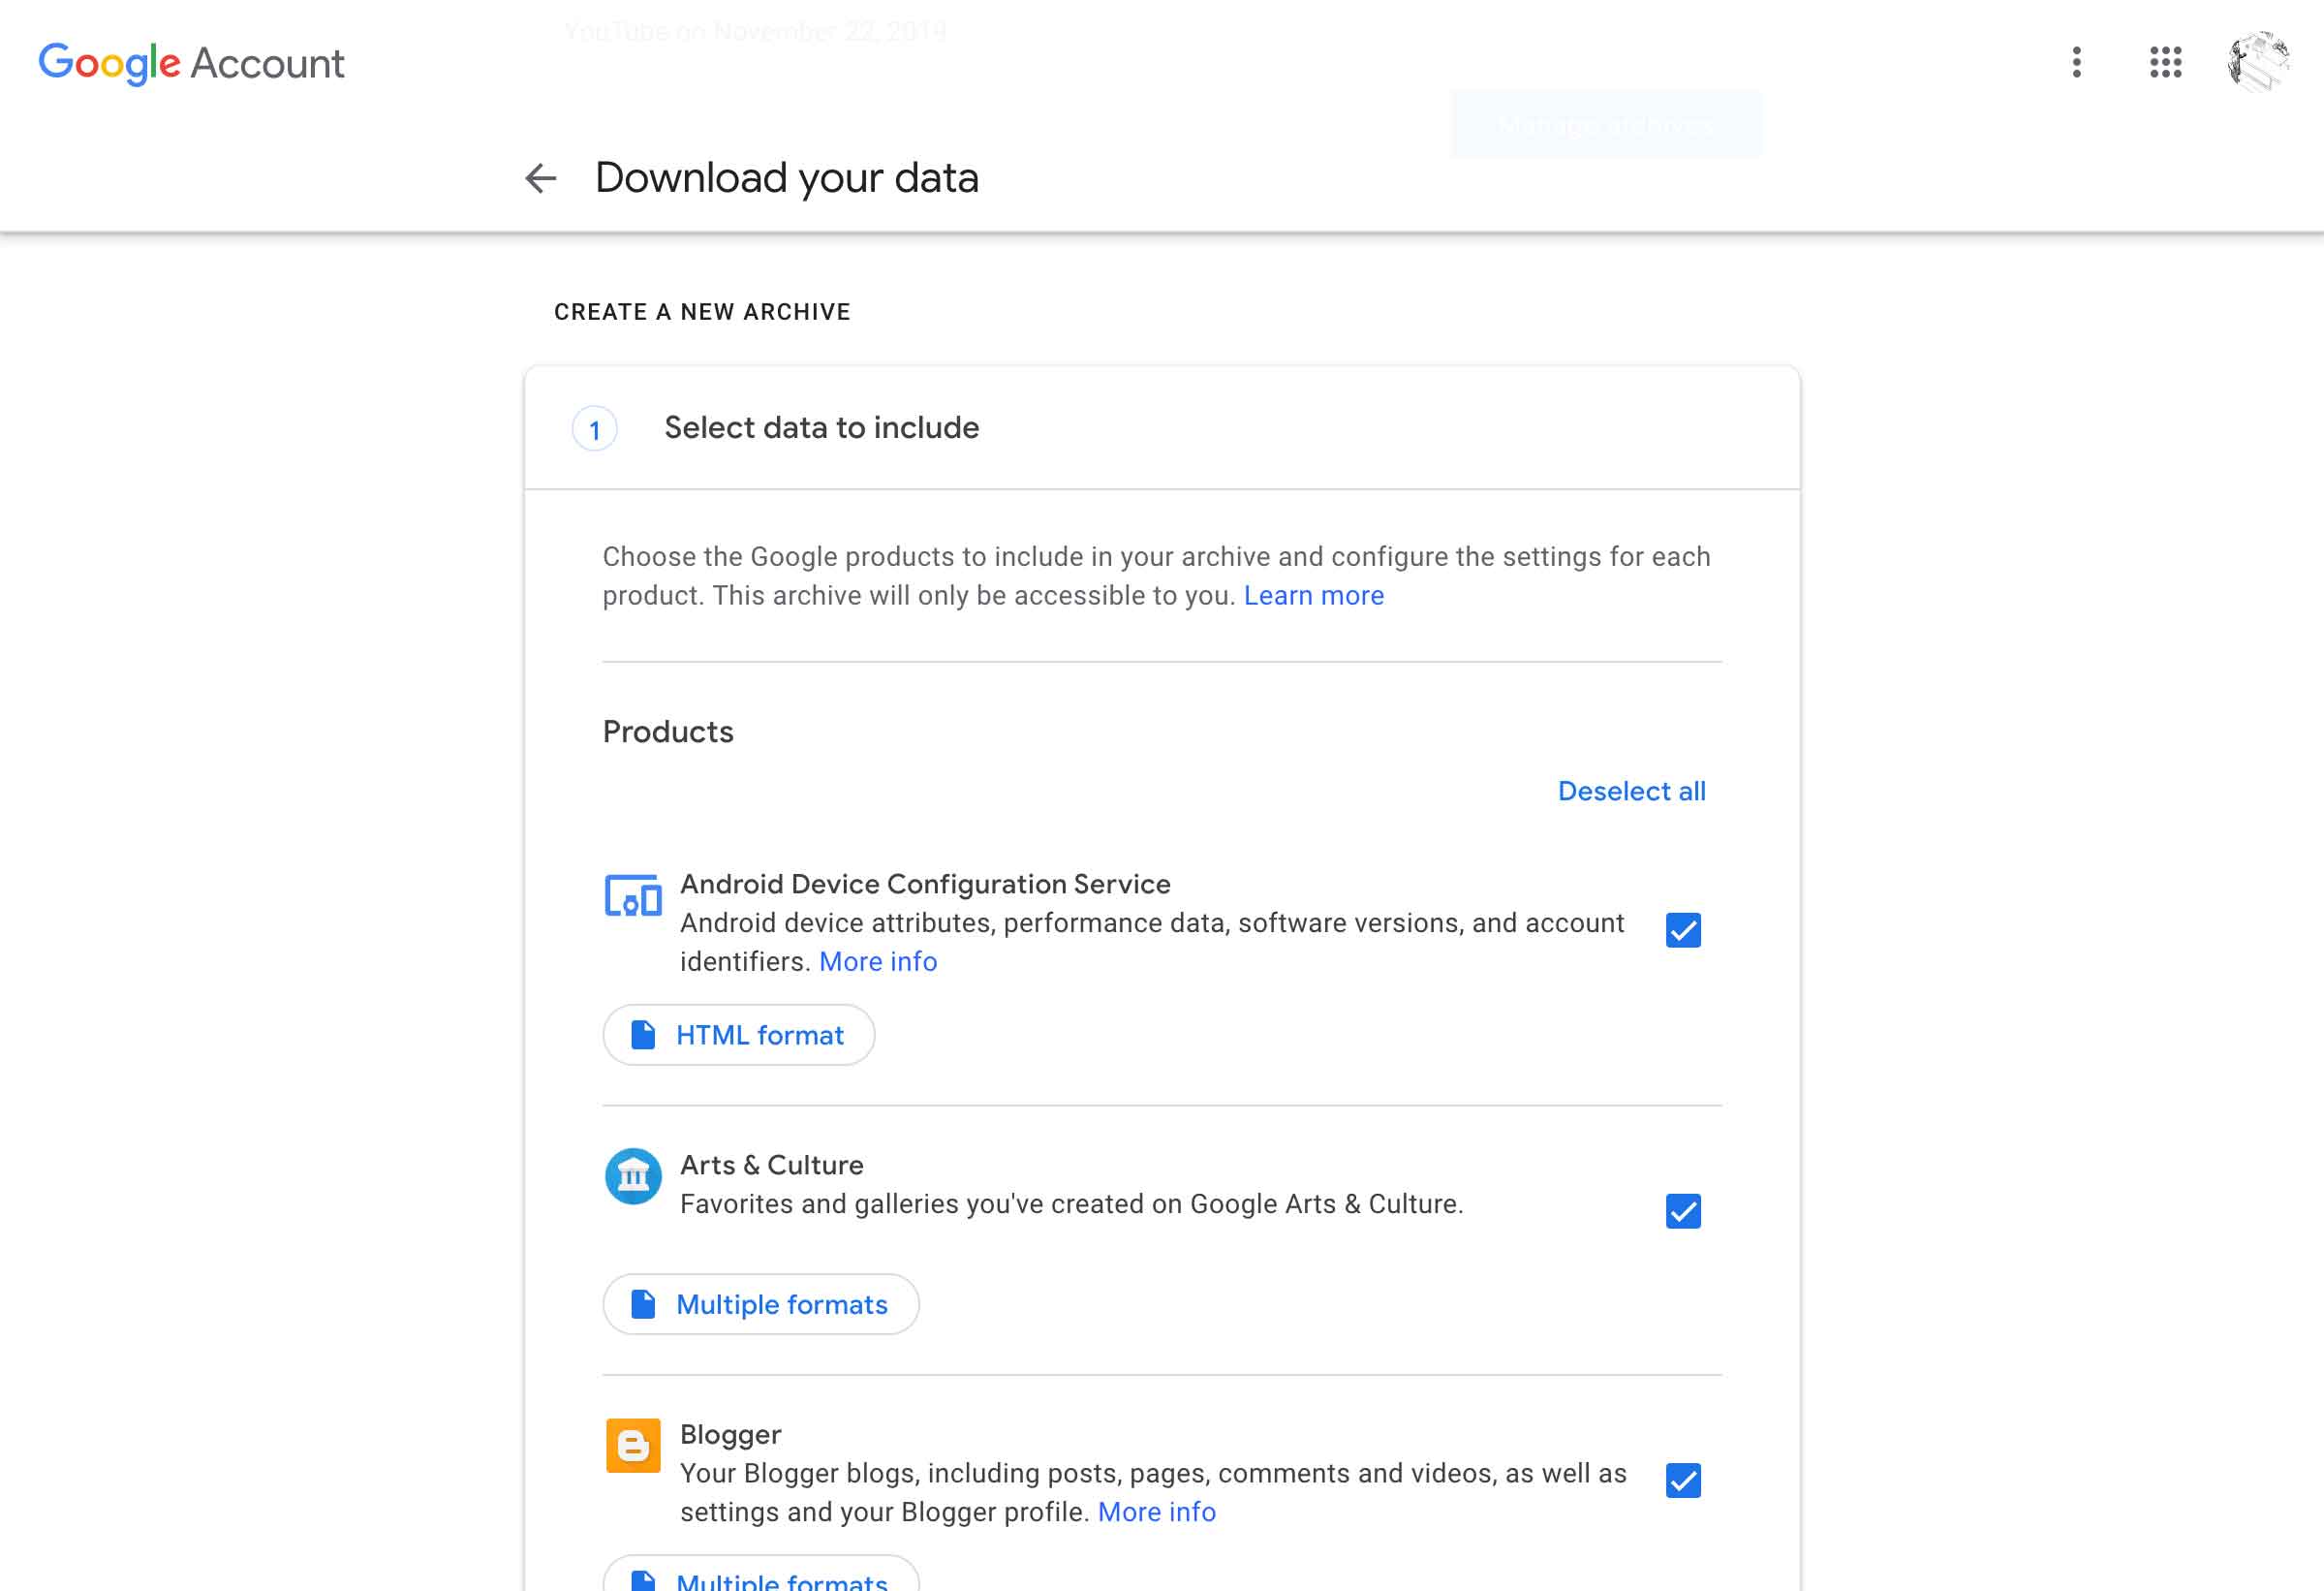 YouTube on November 22, 2019
Google Account
Manage archives
Download your data
CREATE A NEW ARCHIVE
1 Select data to include
Choose the Google products to include in your archive and configure the settings for each
product. This archive will only be accessible to you. Learn more
Products
Deselect all
Android Device Configuration Service
Android device attributes, performance data, software versions, and account
identifiers. More info
HTML format
Arts & Culture
Favorites and galleries you've created on Google Arts & Culture.
Multiple formats
Blogger
Your Blogger blogs, including posts, pages, comments and videos, as well as
settings and your Blogger profile. More info
Multiple formats